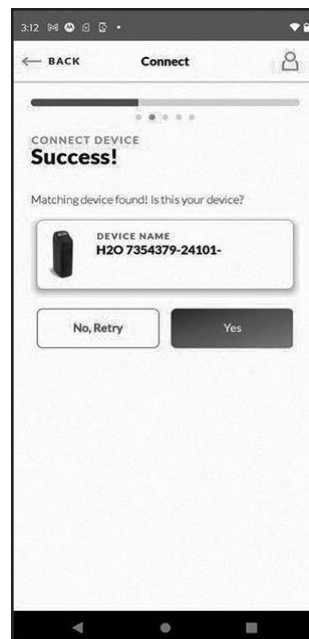 3:12
BACK
Connect
CONNECT DEVICE
Success!
Matching device found! Is this your device?
DEVICE NAME
H2O 7354379-24101-
No, Retry
Yes